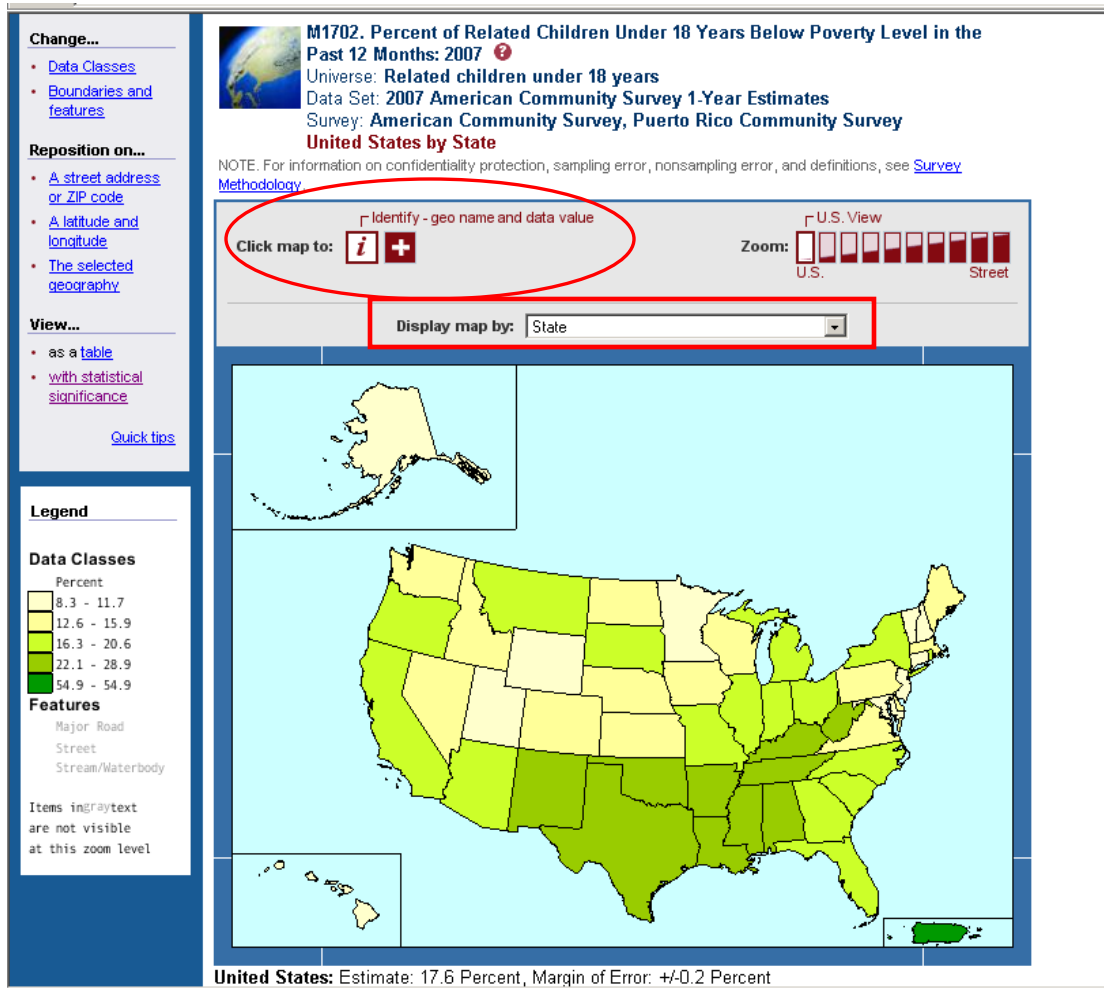 Change...
• Data Classes
• Boundaries and
features
Reposition on...
• A street address
or ZIP code
• A latitude and
longitude
• The selected
geography
View...
• as a table
• with statistical
significance
Quick tips
Legend
Data Classes
Percent
8.3 - 11.7
12.6 - 15.9
16.3 - 20.6
22.1 - 28.9
54.9 - 54.9
Features
Major Road
Street
Stream/Waterbody
Items ingraytext
are not visible
at this zoom level
M1702. Percent of Related Children Under 18 Years Below Poverty Level in the
Past 12 Months: 2007 ?
Universe: Related children under 18 years
Data Set: 2007 American Community Survey 1-Year Estimates
Survey: American Community Survey, Puerto Rico Community Survey
United States by State
NOTE. For information on confidentiality protection, sampling error, nonsampling error, and definitions, see Survey
Methodology.
Identify - geo name and data value
Click map to: i +
U.S. View
Zoom:
U.S. Street
Display map by: State
United States: Estimate: 17.6 Percent, Margin of Error: +/-0.2 Percent